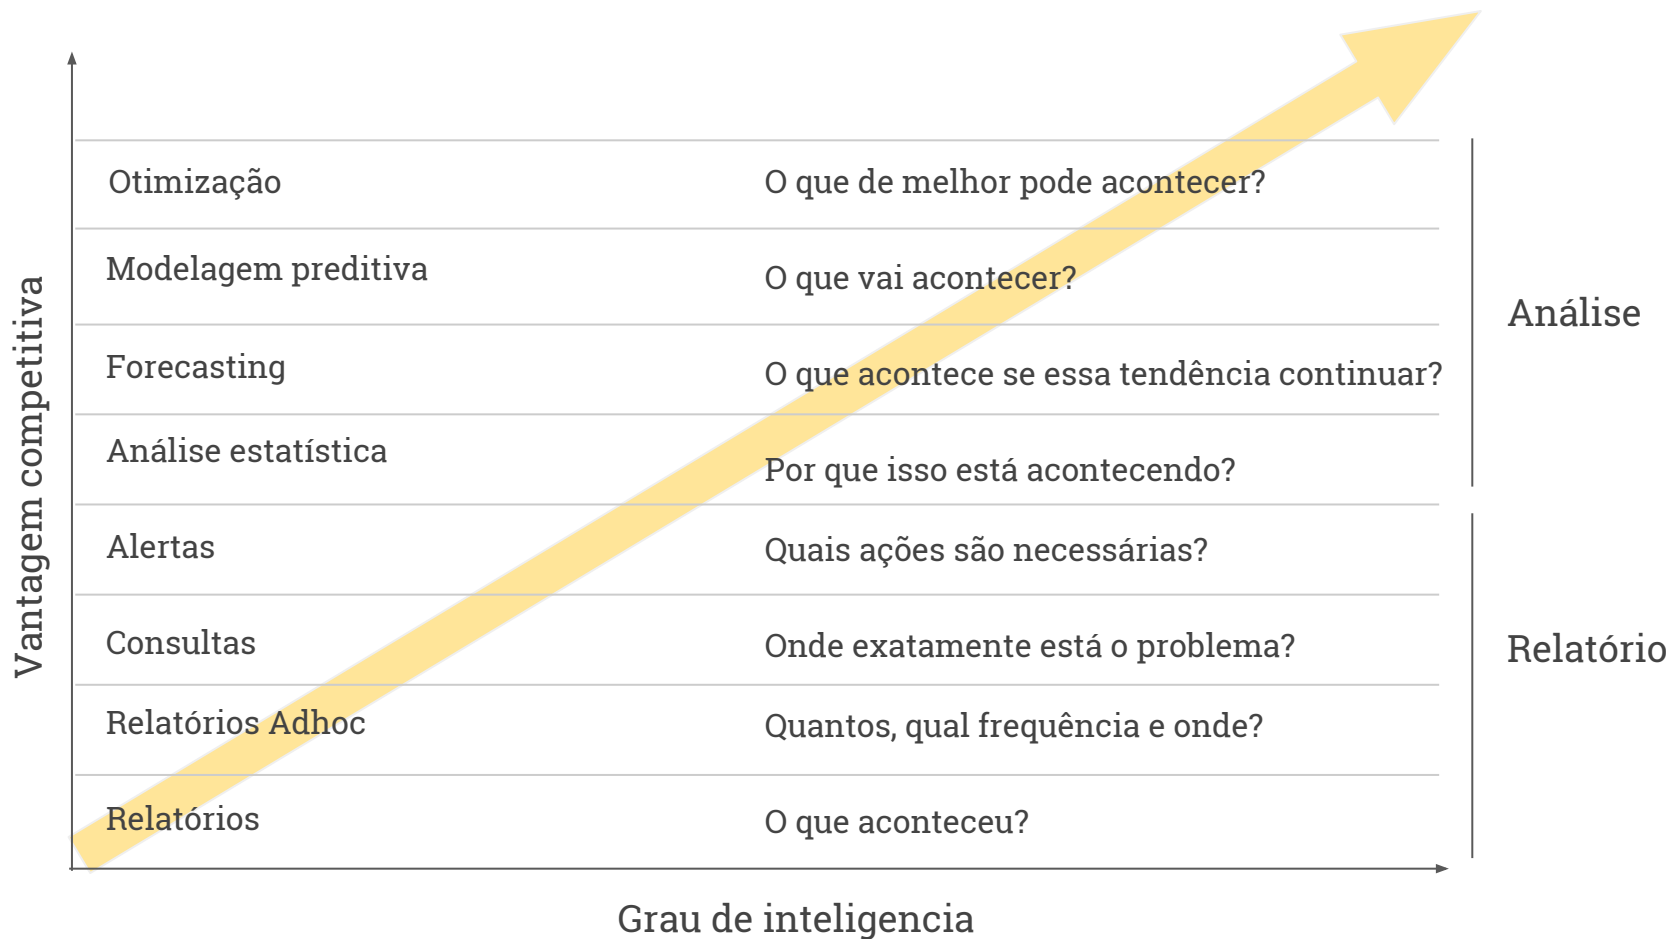 Otimização
O que de melhor pode acontecer?
Modelagem preditiva
O que vai acontecer?
Forecasting
O que acontece se essa tendência continuar?
Análise estatística
Por que isso está acontecendo?
Alertas
Quais ações são necessárias?
Consultas
Onde exatamente está o problema?
Relatórios Adhoc
Quantos, qual frequência e onde?
Relatórios
O que aconteceu?
Análise
Relatório
Vantagem competitiva
Grau de inteligencia